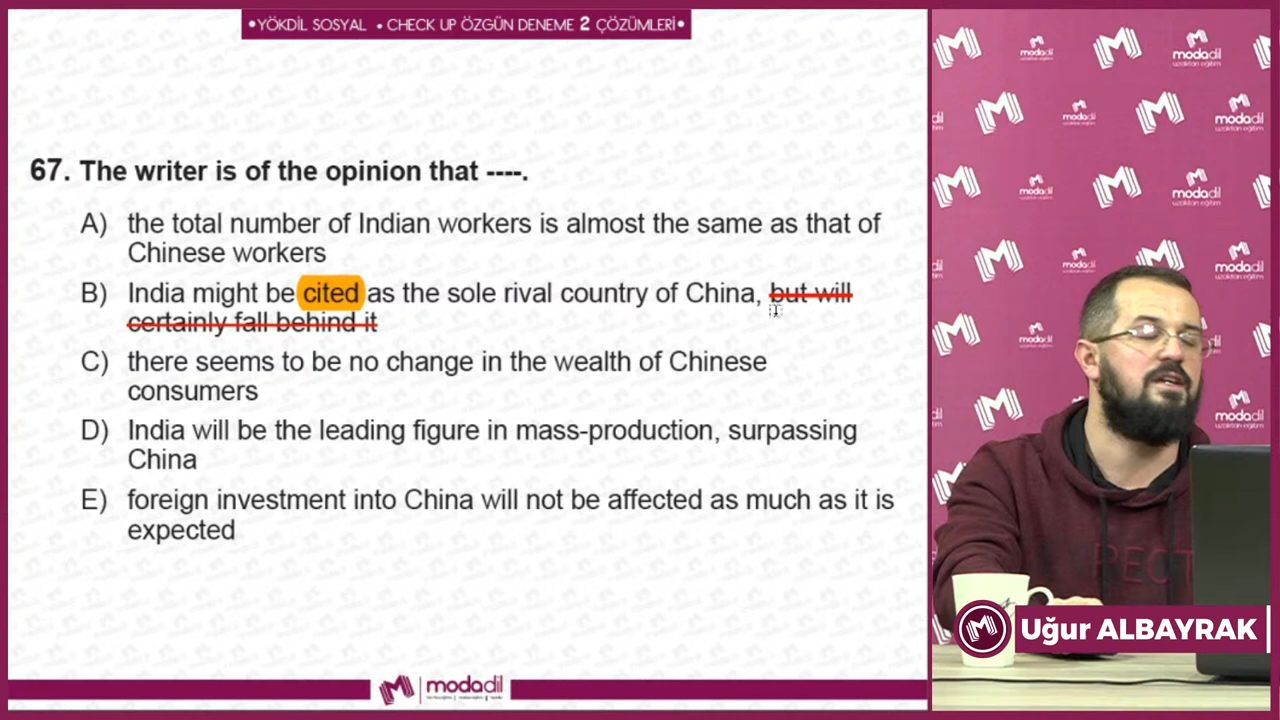 •YÖKDİL SOSYAL • CHECK UP ÖZGÜN DENEME 2 ÇÖZÜMLERİ•
67. The writer is of the opinion that ----.
A) the total number of Indian workers is almost the same as that of
Chinese workers
B) India might be cited as the sole rival country of China, but will
certainly fall behind it
C) there seems to be no change in the wealth of Chinese
consumers
D) India will be the leading figure in mass-production, surpassing
China
E) foreign investment into China will not be affected as much as it is
expected
modadil
uzaktan eğitim
Uğur ALBAYRAK
modadil